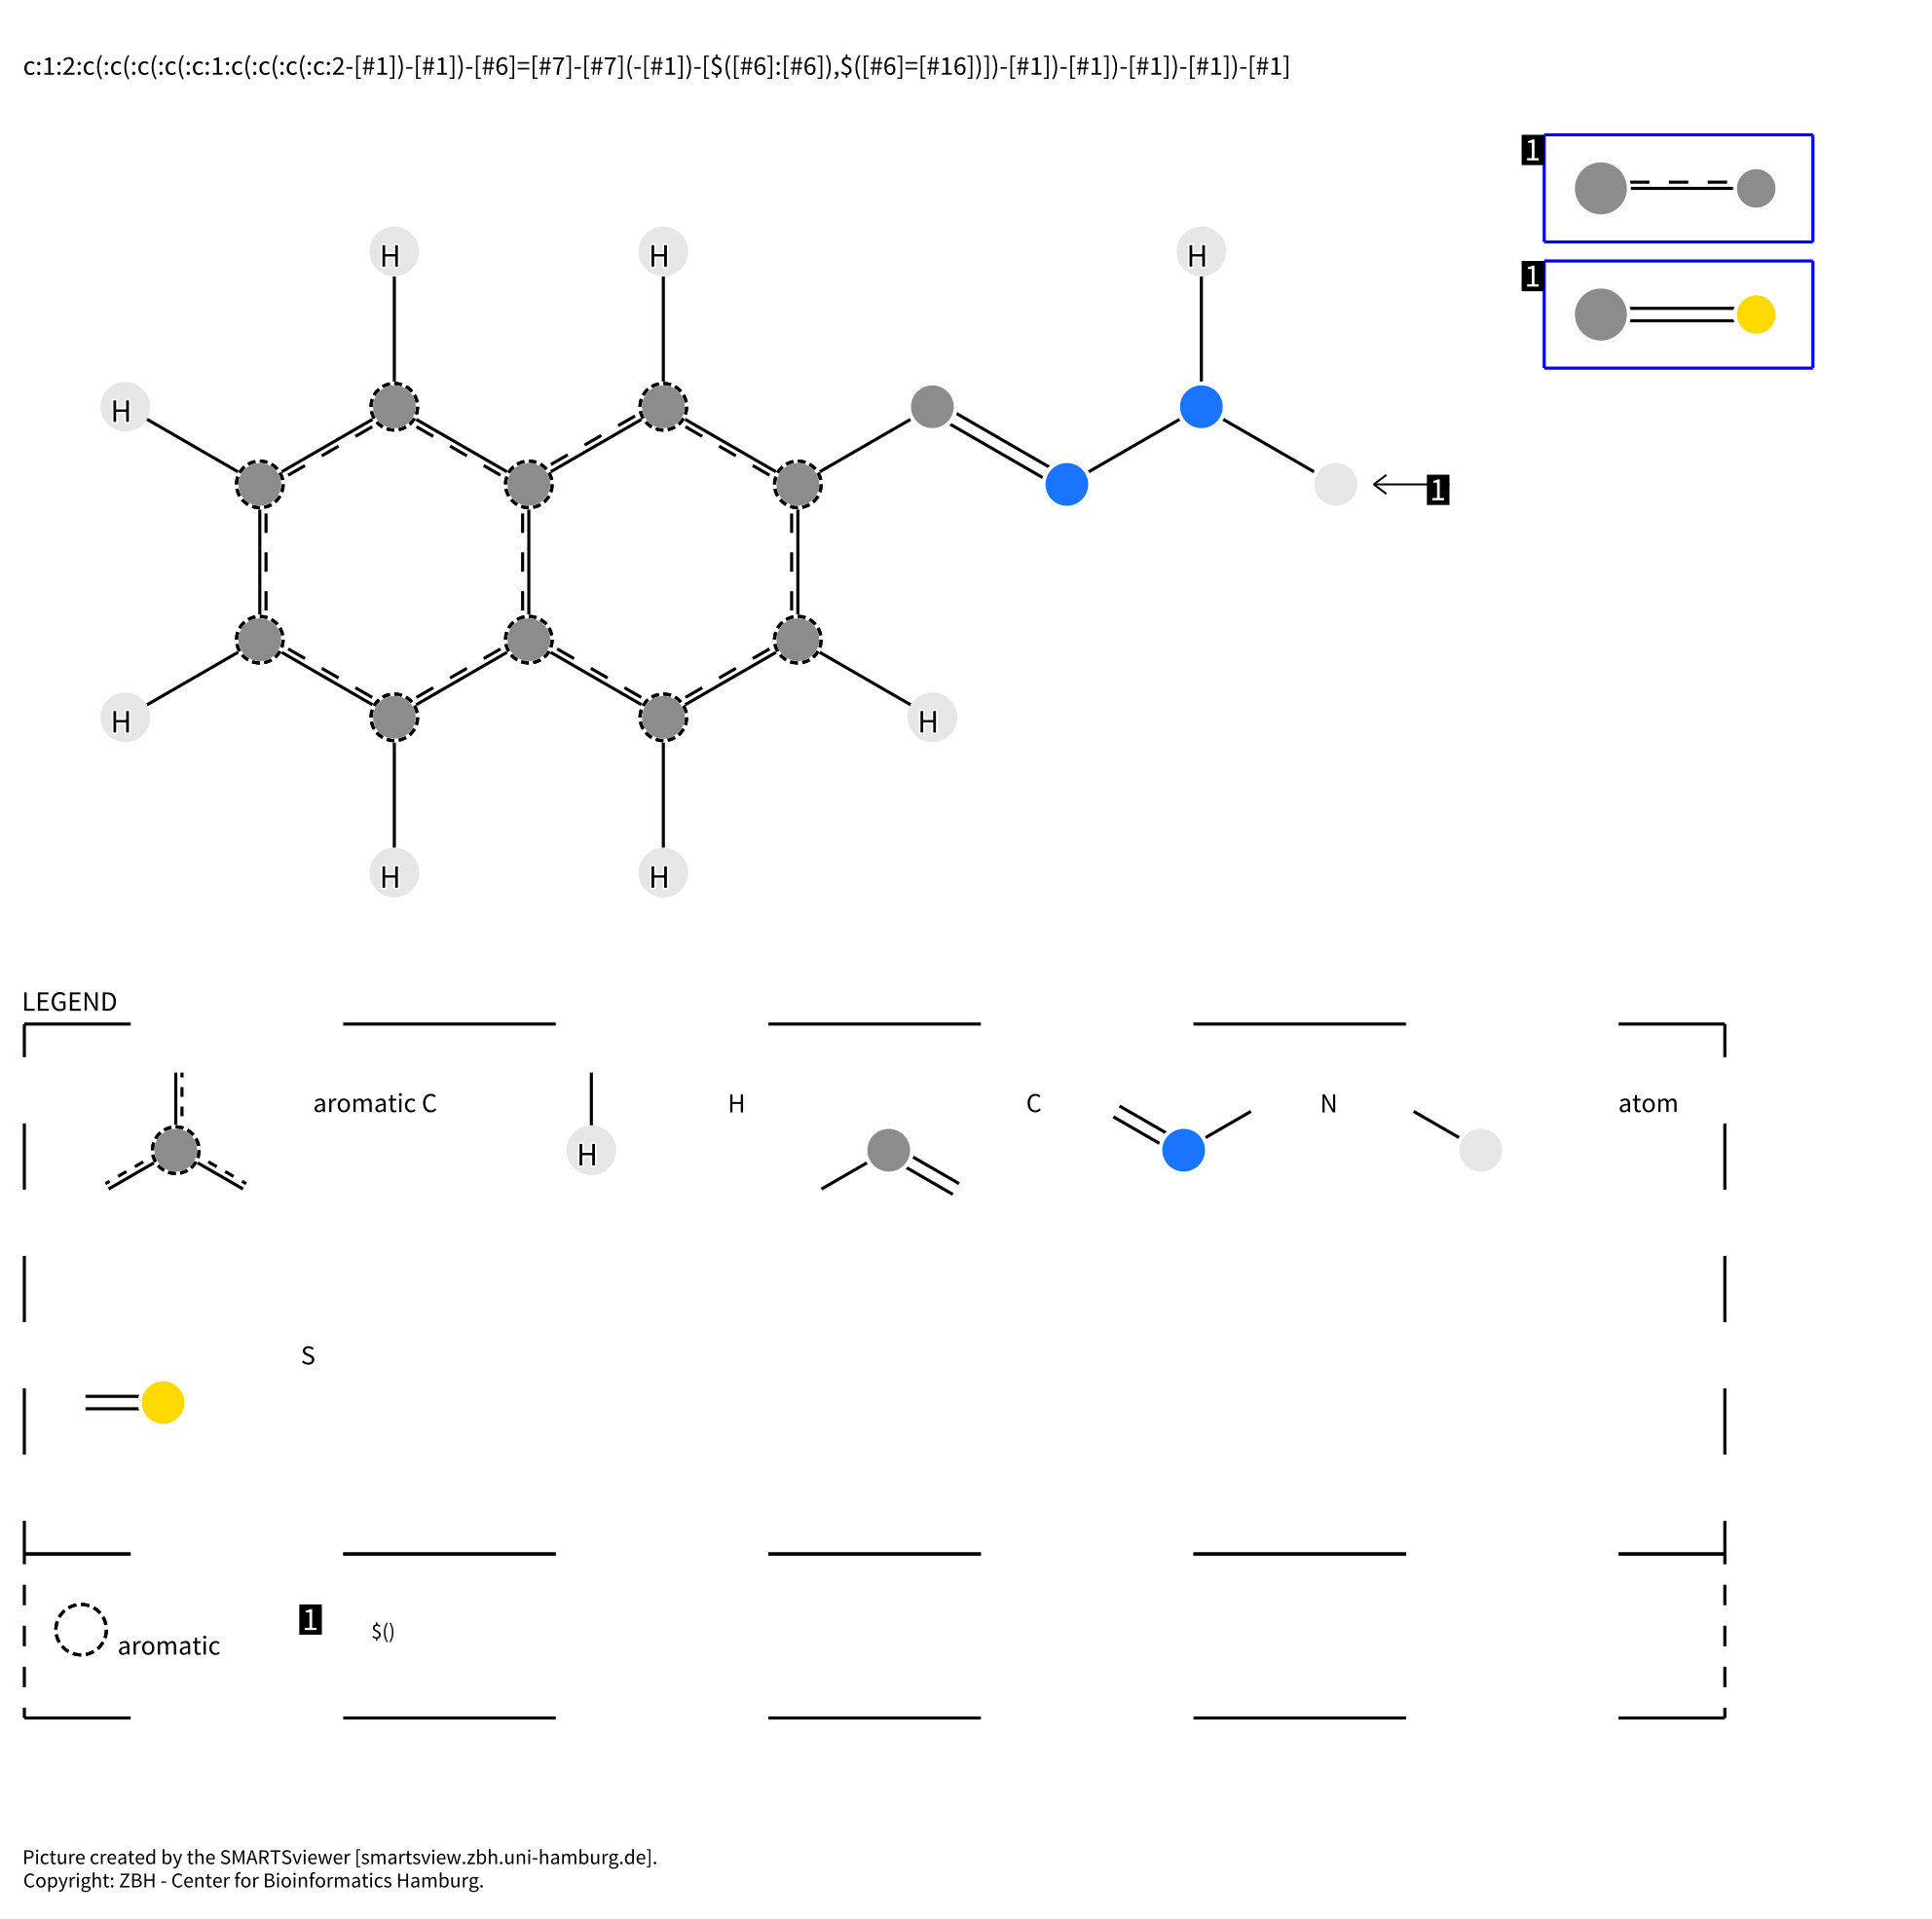 c:1:2:c(:c(:c(:c(:c:1:c(:c(:c(:c:2-[#1])-[#1])-[#6]=[#7]-[#7](-[#1])-[$([#6]:[#6]),$([#6]=[#16])])-[#1])-[#1])-[#1])-[#1])-[#1]
1
H H H
1
H
1
H H
H H
LEGEND
aromatic C H C N atom
H
S
aromatic 1 $()
Picture created by the SMARTSviewer [smartsview.zbh.uni-hamburg.de].
Copyright: ZBH - Center for Bioinformatics Hamburg.